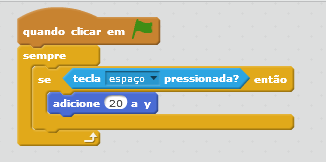 quando clicar em
sempre
se tecla espaço pressionada? então
adicione 20 a y